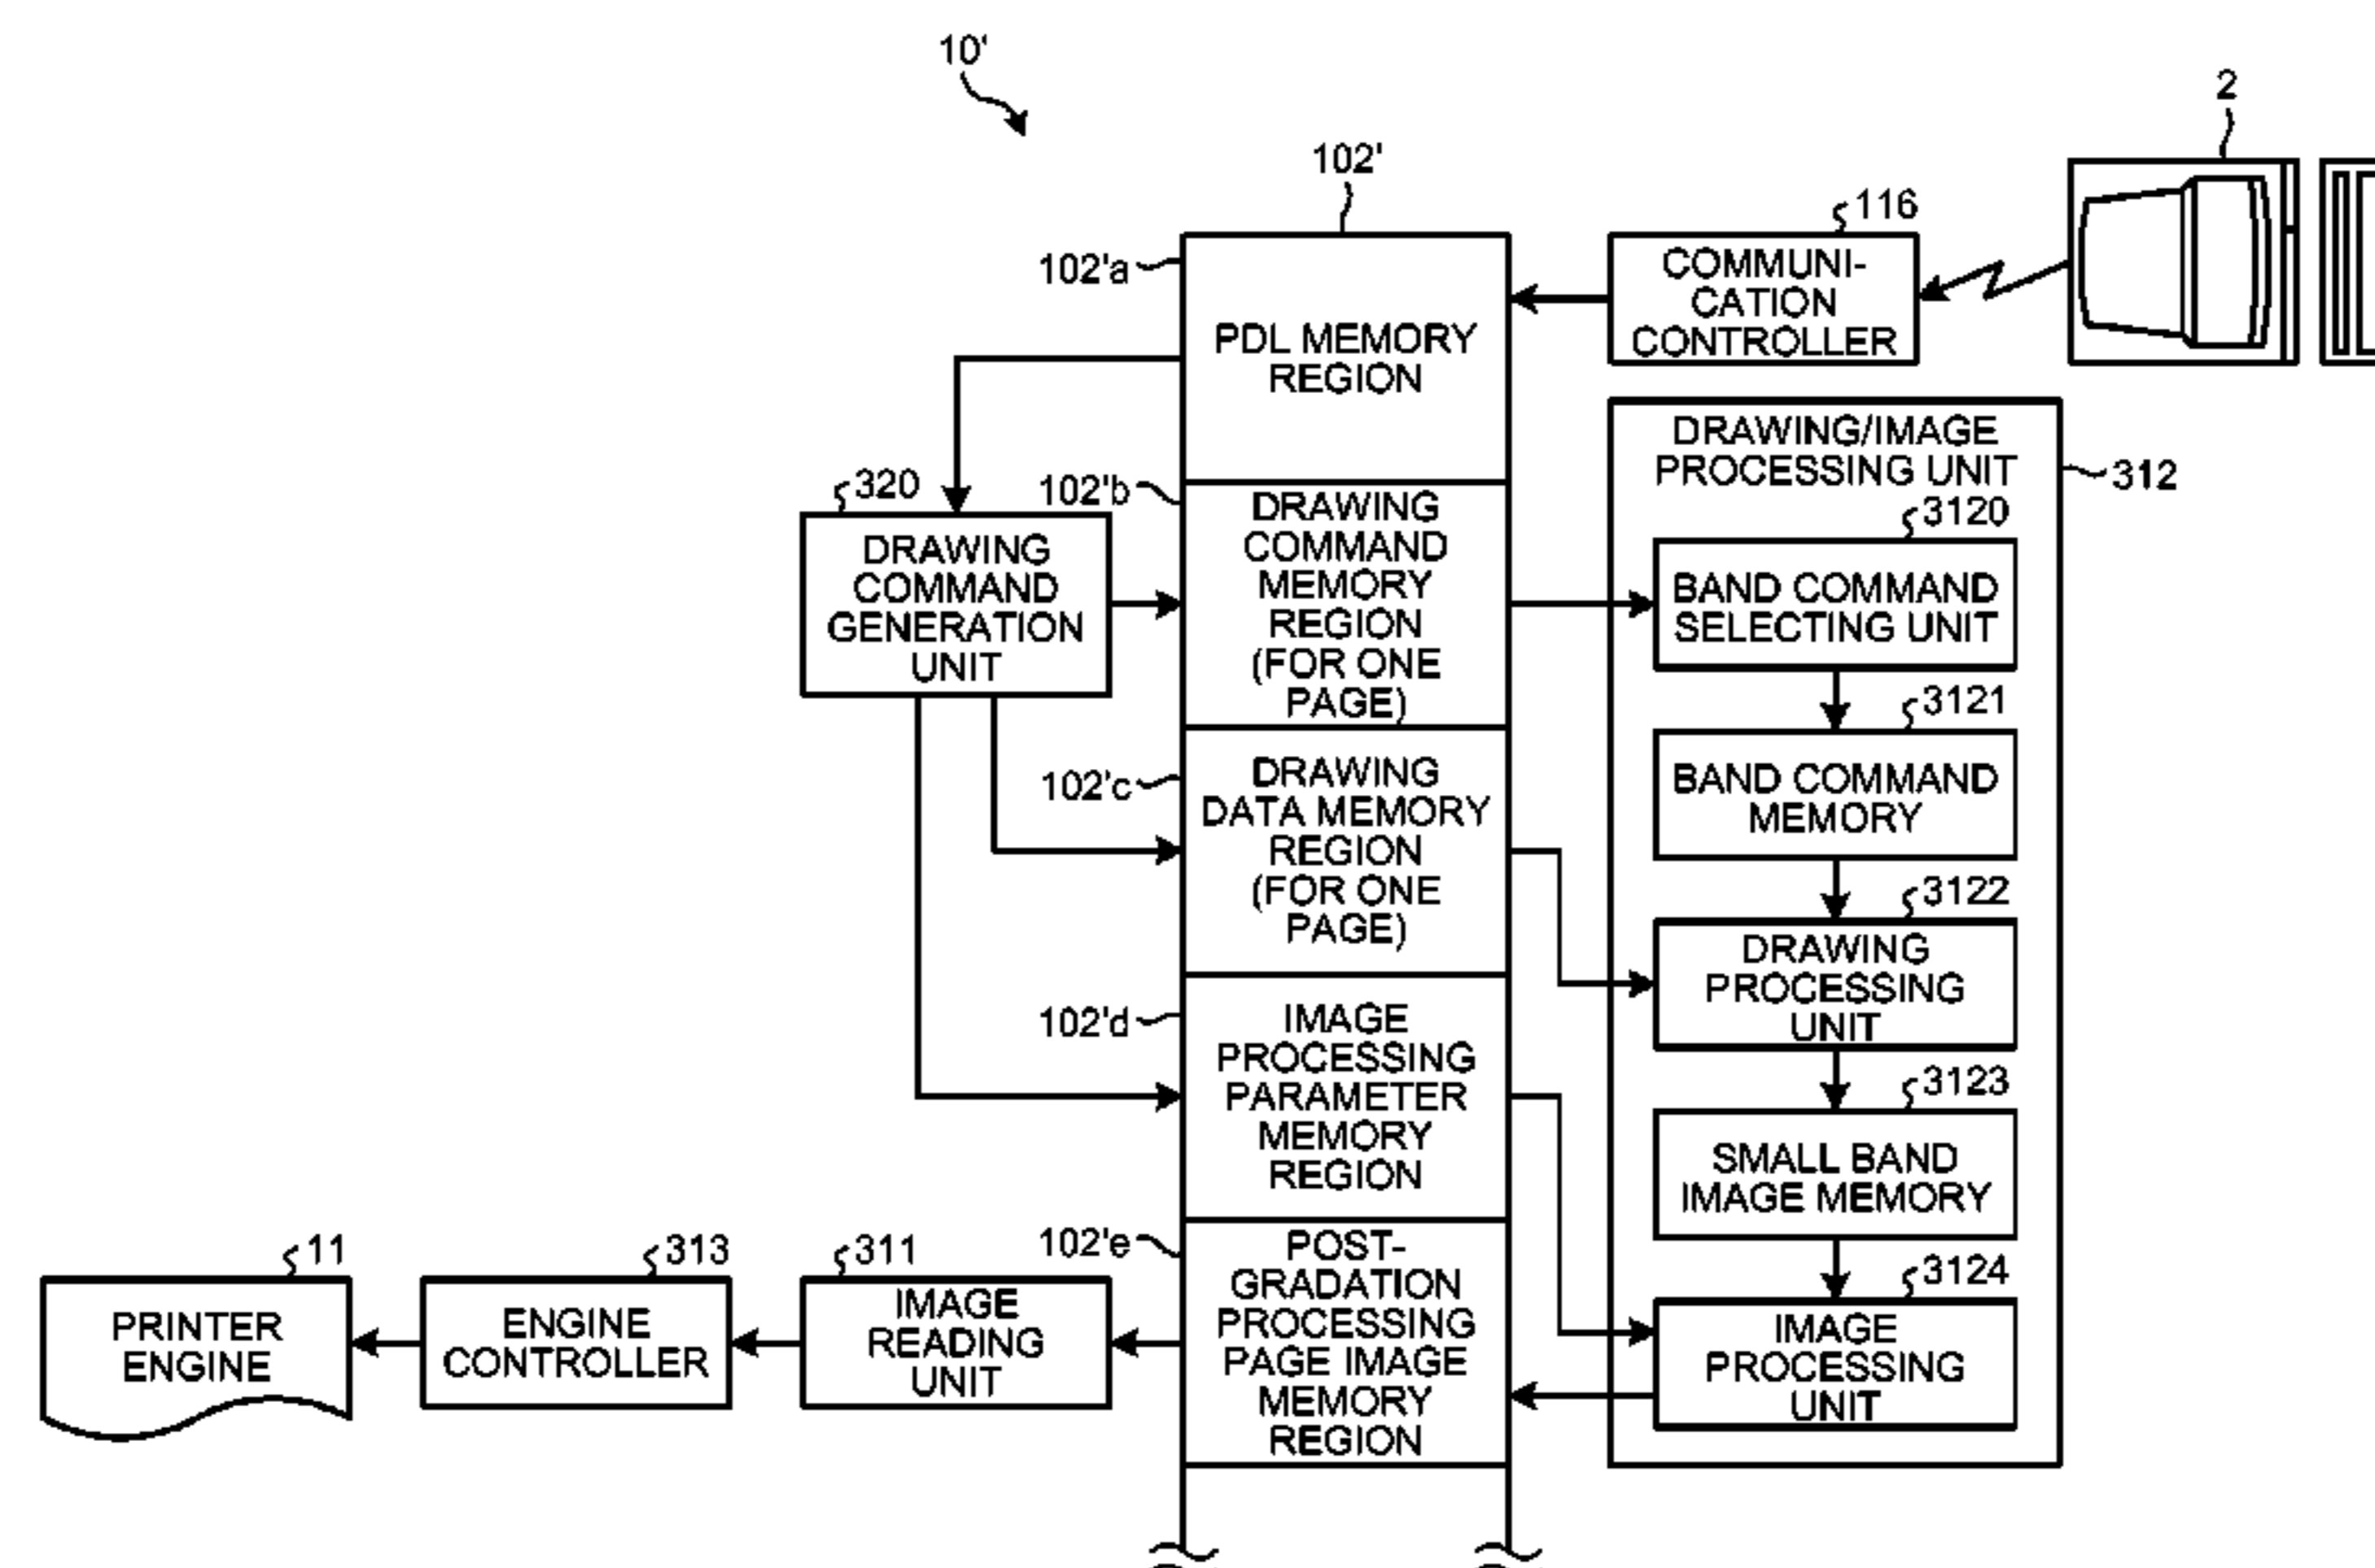 10'
2
102'
116
102'a
COMMUNI-
CATION
CONTROLLER
PDL MEMORY
REGION
DRAWING/IMAGE
PROCESSING UNIT
312
320
102'b
DRAWING
COMMAND
MEMORY
REGION
(FOR ONE
PAGE)
3120
DRAWING
COMMAND
GENERATION
UNIT
BAND COMMAND
SELECTING UNIT
3121
102'c
DRAWING
DATA MEMORY
REGION
(FOR ONE
PAGE)
BAND COMMAND
MEMORY
3122
DRAWING
PROCESSING
UNIT
102'd
IMAGE
PROCESSING
PARAMETER
MEMORY
REGION
3123
SMALL BAND
IMAGE MEMORY
11
313
311
102'e
POST-
GRADATION
PROCESSING
PAGE IMAGE
MEMORY
REGION
3124
PRINTER
ENGINE
ENGINE
CONTROLLER
IMAGE
READING
UNIT
IMAGE
PROCESSING
UNIT